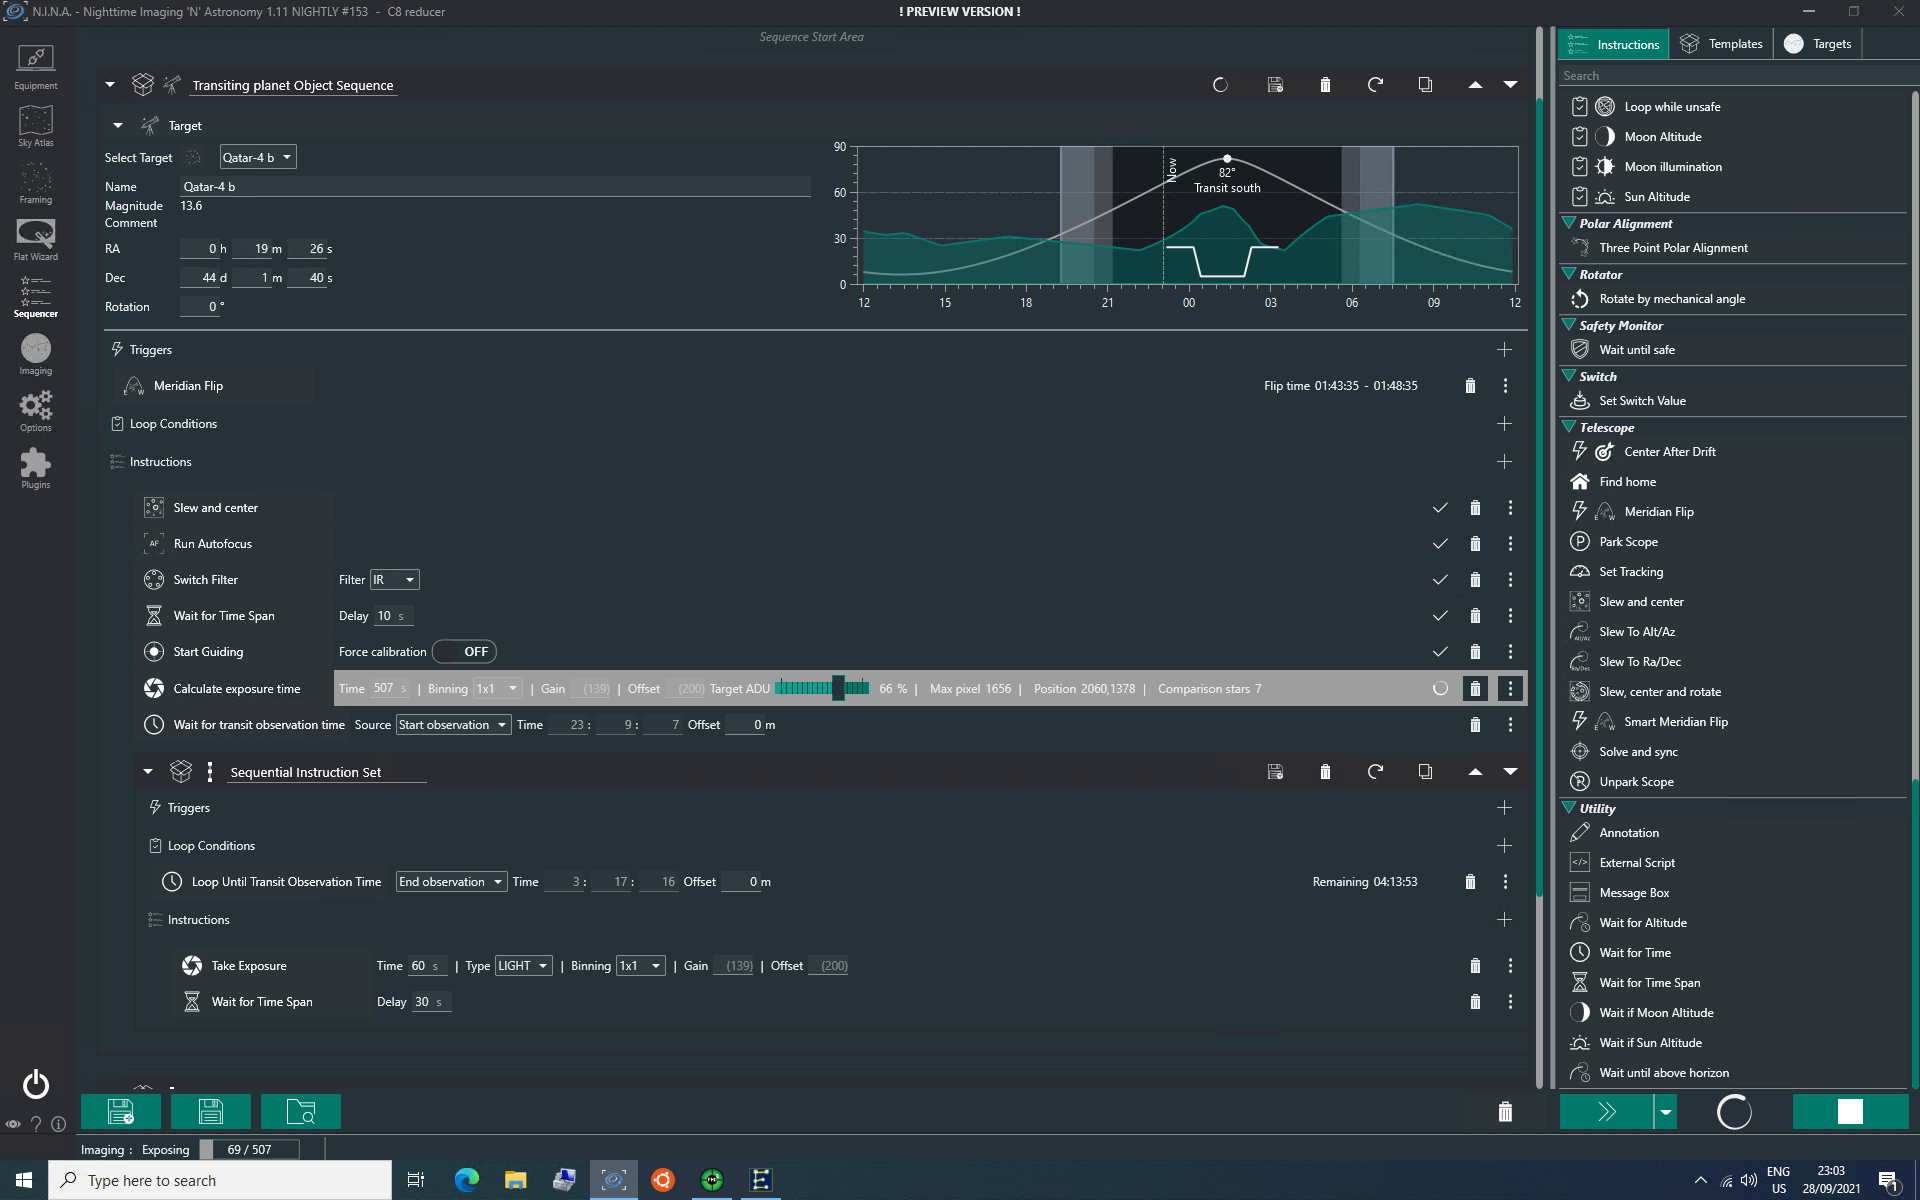 N.I.N.A. - Nighttime Imaging 'N' Astronomy 1.11 NIGHTLY #153 - C8 reducer
! PREVIEW VERSION !
Equipment
Sky Atlas
Framing
Flat Wizard
Sequencer
Imaging
Options
Plugins
Sequence Start Area
Transiting planet Object Sequence
Target
Select Target Qatar-4 b
Name Qatar-4 b
Magnitude 13.6
Comment
RA 0 h 19 m 26 s
Dec 44 d 1 m 40 s
Rotation 0 °
90
60
30
0
12 15 18 21 00 03 06 09 12
Now
82°
Transit south
Triggers
Meridian Flip Flip time 01:43:35 - 01:48:35
Loop Conditions
Instructions
Slew and center
AF Run Autofocus
Switch Filter Filter IR
Wait for Time Span Delay 10 s
Start Guiding Force calibration OFF
Calculate exposure time Time 507 s | Binning 1x1 | Gain (139) | Offset (200) Target ADU 66 % | Max pixel 1656 | Position 2060,1378 | Comparison stars 7
Wait for transit observation time Source Start observation Time 23 : 9 : 7 Offset 0 m
Sequential Instruction Set
Triggers
Loop Conditions
Loop Until Transit Observation Time End observation Time 3 : 17 : 16 Offset 0 m Remaining 04:13:53
Instructions
Take Exposure Time 60 s | Type LIGHT | Binning 1x1 | Gain (139) | Offset (200)
Wait for Time Span Delay 30 s
Imaging : Exposing 69 / 507
Instructions Templates Targets
Search
Loop while unsafe
Moon Altitude
Moon illumination
Sun Altitude
Polar Alignment
Three Point Polar Alignment
Rotator
Rotate by mechanical angle
Safety Monitor
Wait until safe
Switch
Set Switch Value
Telescope
Center After Drift
Find home
Meridian Flip
Park Scope
Set Tracking
Slew and center
Slew To Alt/Az
Slew To Ra/Dec
Slew, center and rotate
Smart Meridian Flip
Solve and sync
Unpark Scope
Utility
Annotation
External Script
Message Box
Wait for Altitude
Wait for Time
Wait for Time Span
Wait if Moon Altitude
Wait if Sun Altitude
Wait until above horizon
Type here to search
ENG
US
23:03
28/09/2021
1